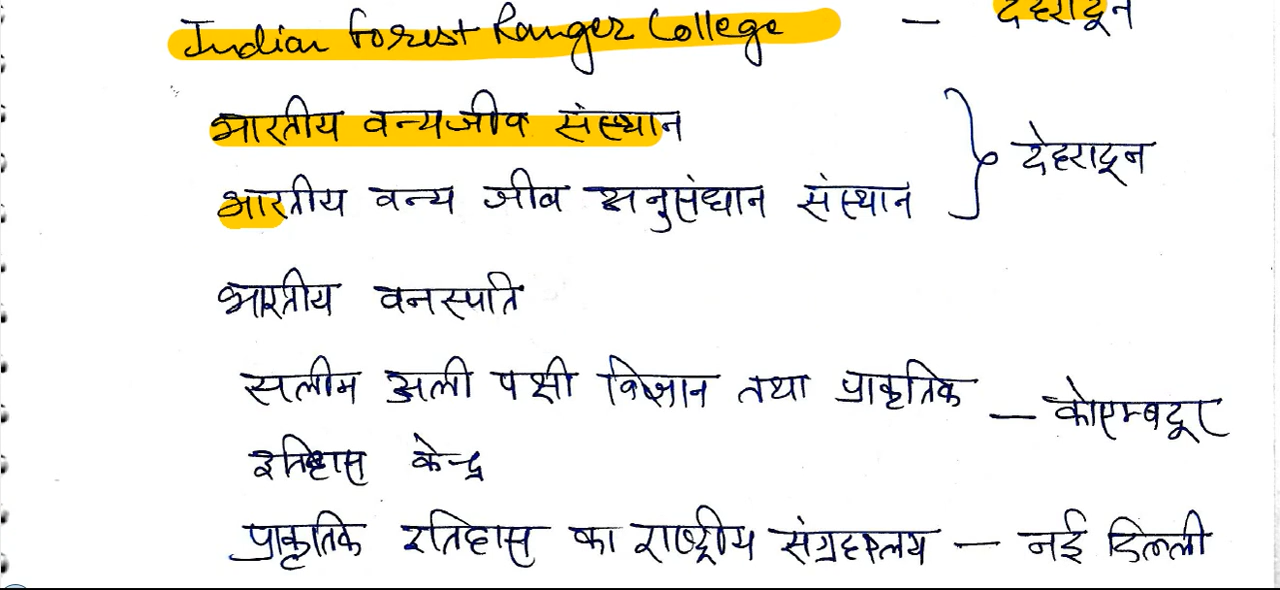 Indian Forest Ranger College — देहरादून
भारतीय वन्यजीव संस्थान
भारतीय वन्य जीव अनुसंधान संस्थान } देहरादून
भारतीय वनस्पति
सलीम अली पक्षी विज्ञान तथा प्राकृतिक — कोएम्बटूर
इतिहास केन्द्र
प्राकृतिक इतिहास का राष्ट्रीय संग्रहालय — नई दिल्ली